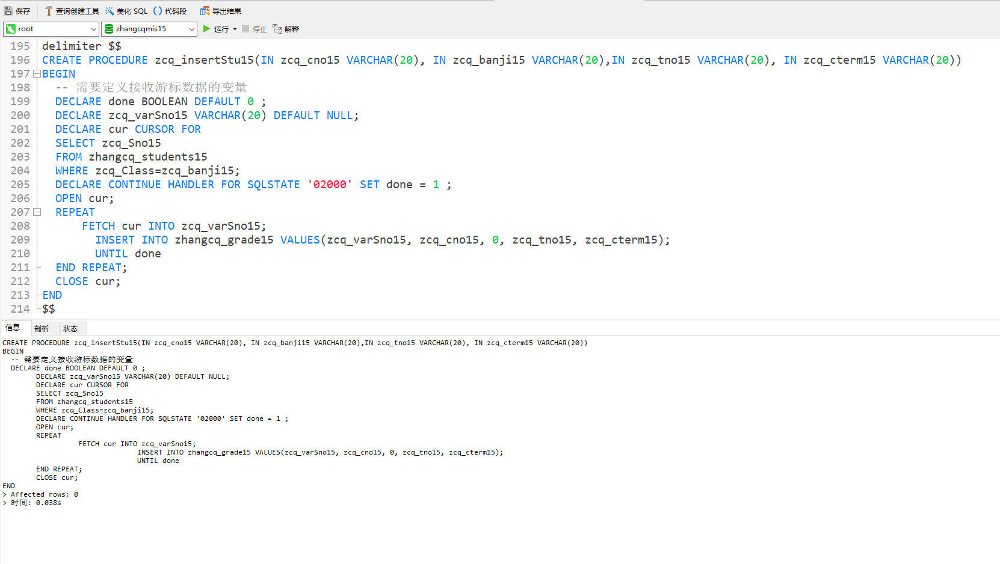 保存 查询创建工具 美化 SQL 代码段 导出结果
root zhangcqmis15 运行 停止 解释
195 delimiter $$
196 CREATE PROCEDURE zcq_insertStu15(IN zcq_cno15 VARCHAR(20), IN zcq_banji15 VARCHAR(20),IN zcq_tno15 VARCHAR(20), IN zcq_cterm15 VARCHAR(20))
197 BEGIN
198 -- 需要定义接收游标数据的变量
199 DECLARE done BOOLEAN DEFAULT 0 ;
200 DECLARE zcq_varSno15 VARCHAR(20) DEFAULT NULL;
201 DECLARE cur CURSOR FOR
202 SELECT zcq_Sno15
203 FROM zhangcq_students15
204 WHERE zcq_Class=zcq_banji15;
205 DECLARE CONTINUE HANDLER FOR SQLSTATE '02000' SET done = 1 ;
206 OPEN cur;
207 REPEAT
208 FETCH cur INTO zcq_varSno15;
209 INSERT INTO zhangcq_grade15 VALUES(zcq_varSno15, zcq_cno15, 0, zcq_tno15, zcq_cterm15);
210 UNTIL done
211 END REPEAT;
212 CLOSE cur;
213 END
214 $$
信息 剖析 状态
CREATE PROCEDURE zcq_insertStu15(IN zcq_cno15 VARCHAR(20), IN zcq_banji15 VARCHAR(20),IN zcq_tno15 VARCHAR(20), IN zcq_cterm15 VARCHAR(20))
BEGIN
-- 需要定义接收游标数据的变量
DECLARE done BOOLEAN DEFAULT 0 ;
DECLARE zcq_varSno15 VARCHAR(20) DEFAULT NULL;
DECLARE cur CURSOR FOR
SELECT zcq_Sno15
FROM zhangcq_students15
WHERE zcq_Class=zcq_banji15;
DECLARE CONTINUE HANDLER FOR SQLSTATE '02000' SET done = 1 ;
OPEN cur;
REPEAT
FETCH cur INTO zcq_varSno15;
INSERT INTO zhangcq_grade15 VALUES(zcq_varSno15, zcq_cno15, 0, zcq_tno15, zcq_cterm15);
UNTIL done
END REPEAT;
CLOSE cur;
END
> Affected rows: 0
> 时间: 0.038s